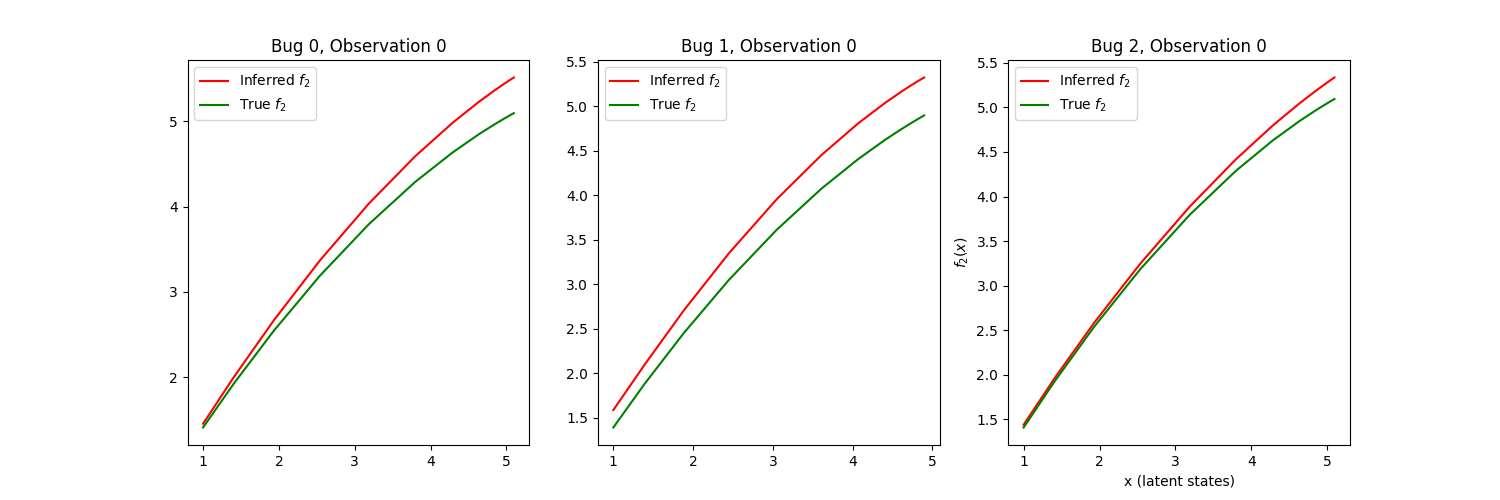 Bug 0, Observation 0
Inferred f₂
True f₂
5
4
3
2
1 2 3 4 5
Bug 1, Observation 0
Inferred f₂
True f₂
5.5
5.0
4.5
4.0
3.5
3.0
2.5
2.0
1.5
1 2 3 4 5
Bug 2, Observation 0
Inferred f₂
True f₂
f₂(x)
5.5
5.0
4.5
4.0
3.5
3.0
2.5
2.0
1.5
1 2 3 4 5
x (latent states)